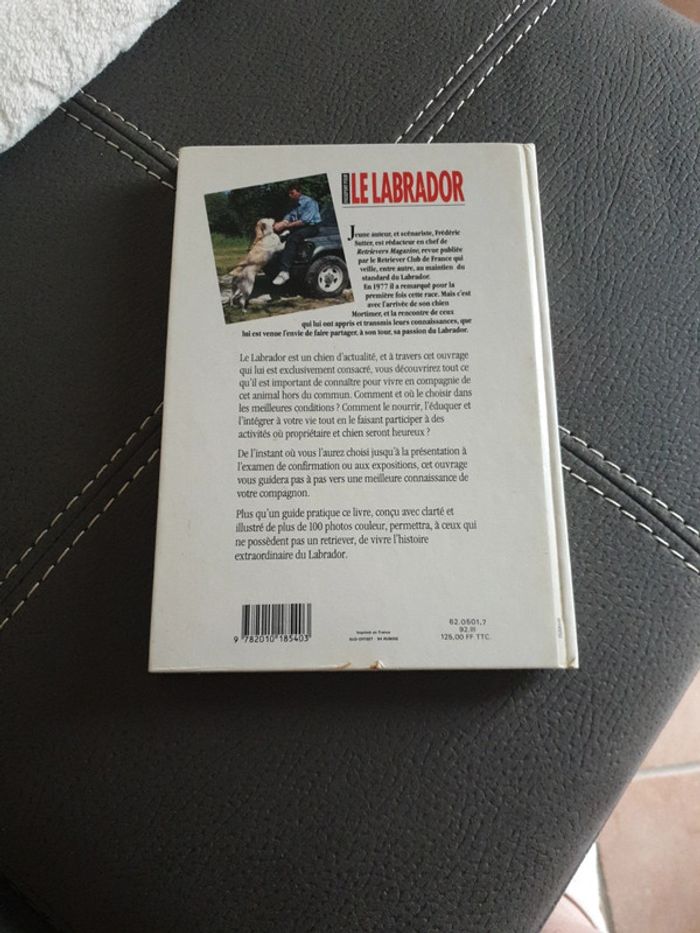 LE LABRADOR
Jeune auteur, et scénariste, Frédéric
Sutter, est rédacteur en chef de
Retrievers Magazine, revue publiée
par le Retriever Club de France qui
veille, entre autre, au maintien du
standard du Labrador.
En 1977 il a remarqué pour la
première fois cette race. Mais c'est
avec l'arrivée de son chien
Mortimer, et la rencontre de ceux
qui lui ont appris et transmis leurs connaissances, que
lui est venue l'envie de faire partager, à son tour, sa passion du Labrador.
Le Labrador est un chien d'actualité, et à travers cet ouvrage
qui lui est exclusivement consacré, vous découvrirez tout ce
qu'il est important de connaître pour vivre en compagnie de
cet animal hors du commun. Comment et où le choisir dans
les meilleures conditions ? Comment le nourrir, l'éduquer et
l'intégrer à votre vie tout en le faisant participer à des
activités où propriétaire et chien seront heureux ?
De l'instant où vous l'aurez choisi jusqu'à la présentation à
l'examen de confirmation ou aux expositions, cet ouvrage
vous guidera pas à pas vers une meilleure connaissance de
votre compagnon.
Plus qu'un guide pratique ce livre, conçu avec clarté et
illustré de plus de 100 photos couleur, permettra, à ceux qui
ne possèdent pas un retriever, de vivre l'histoire
extraordinaire du Labrador.
9 782010 185403
Imprimé en France
62.0501.7
92.III
125,00 FF TTC.